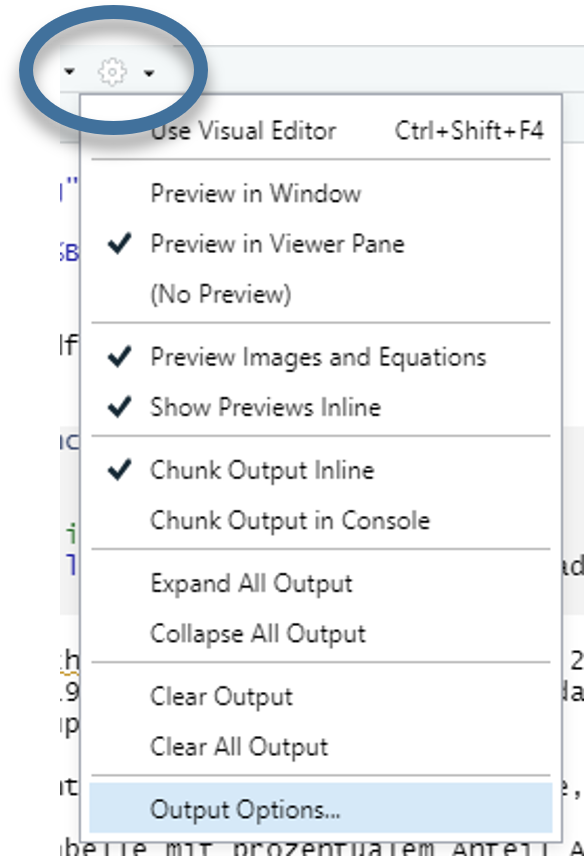 Use Visual Editor Ctrl+Shift+F4
Preview in Window
Preview in Viewer Pane
(No Preview)
Preview Images and Equations
Show Previews Inline
Chunk Output Inline
Chunk Output in Console
Expand All Output
Collapse All Output
Clear Output
Clear All Output
Output Options...
mit prozentualem Anteil